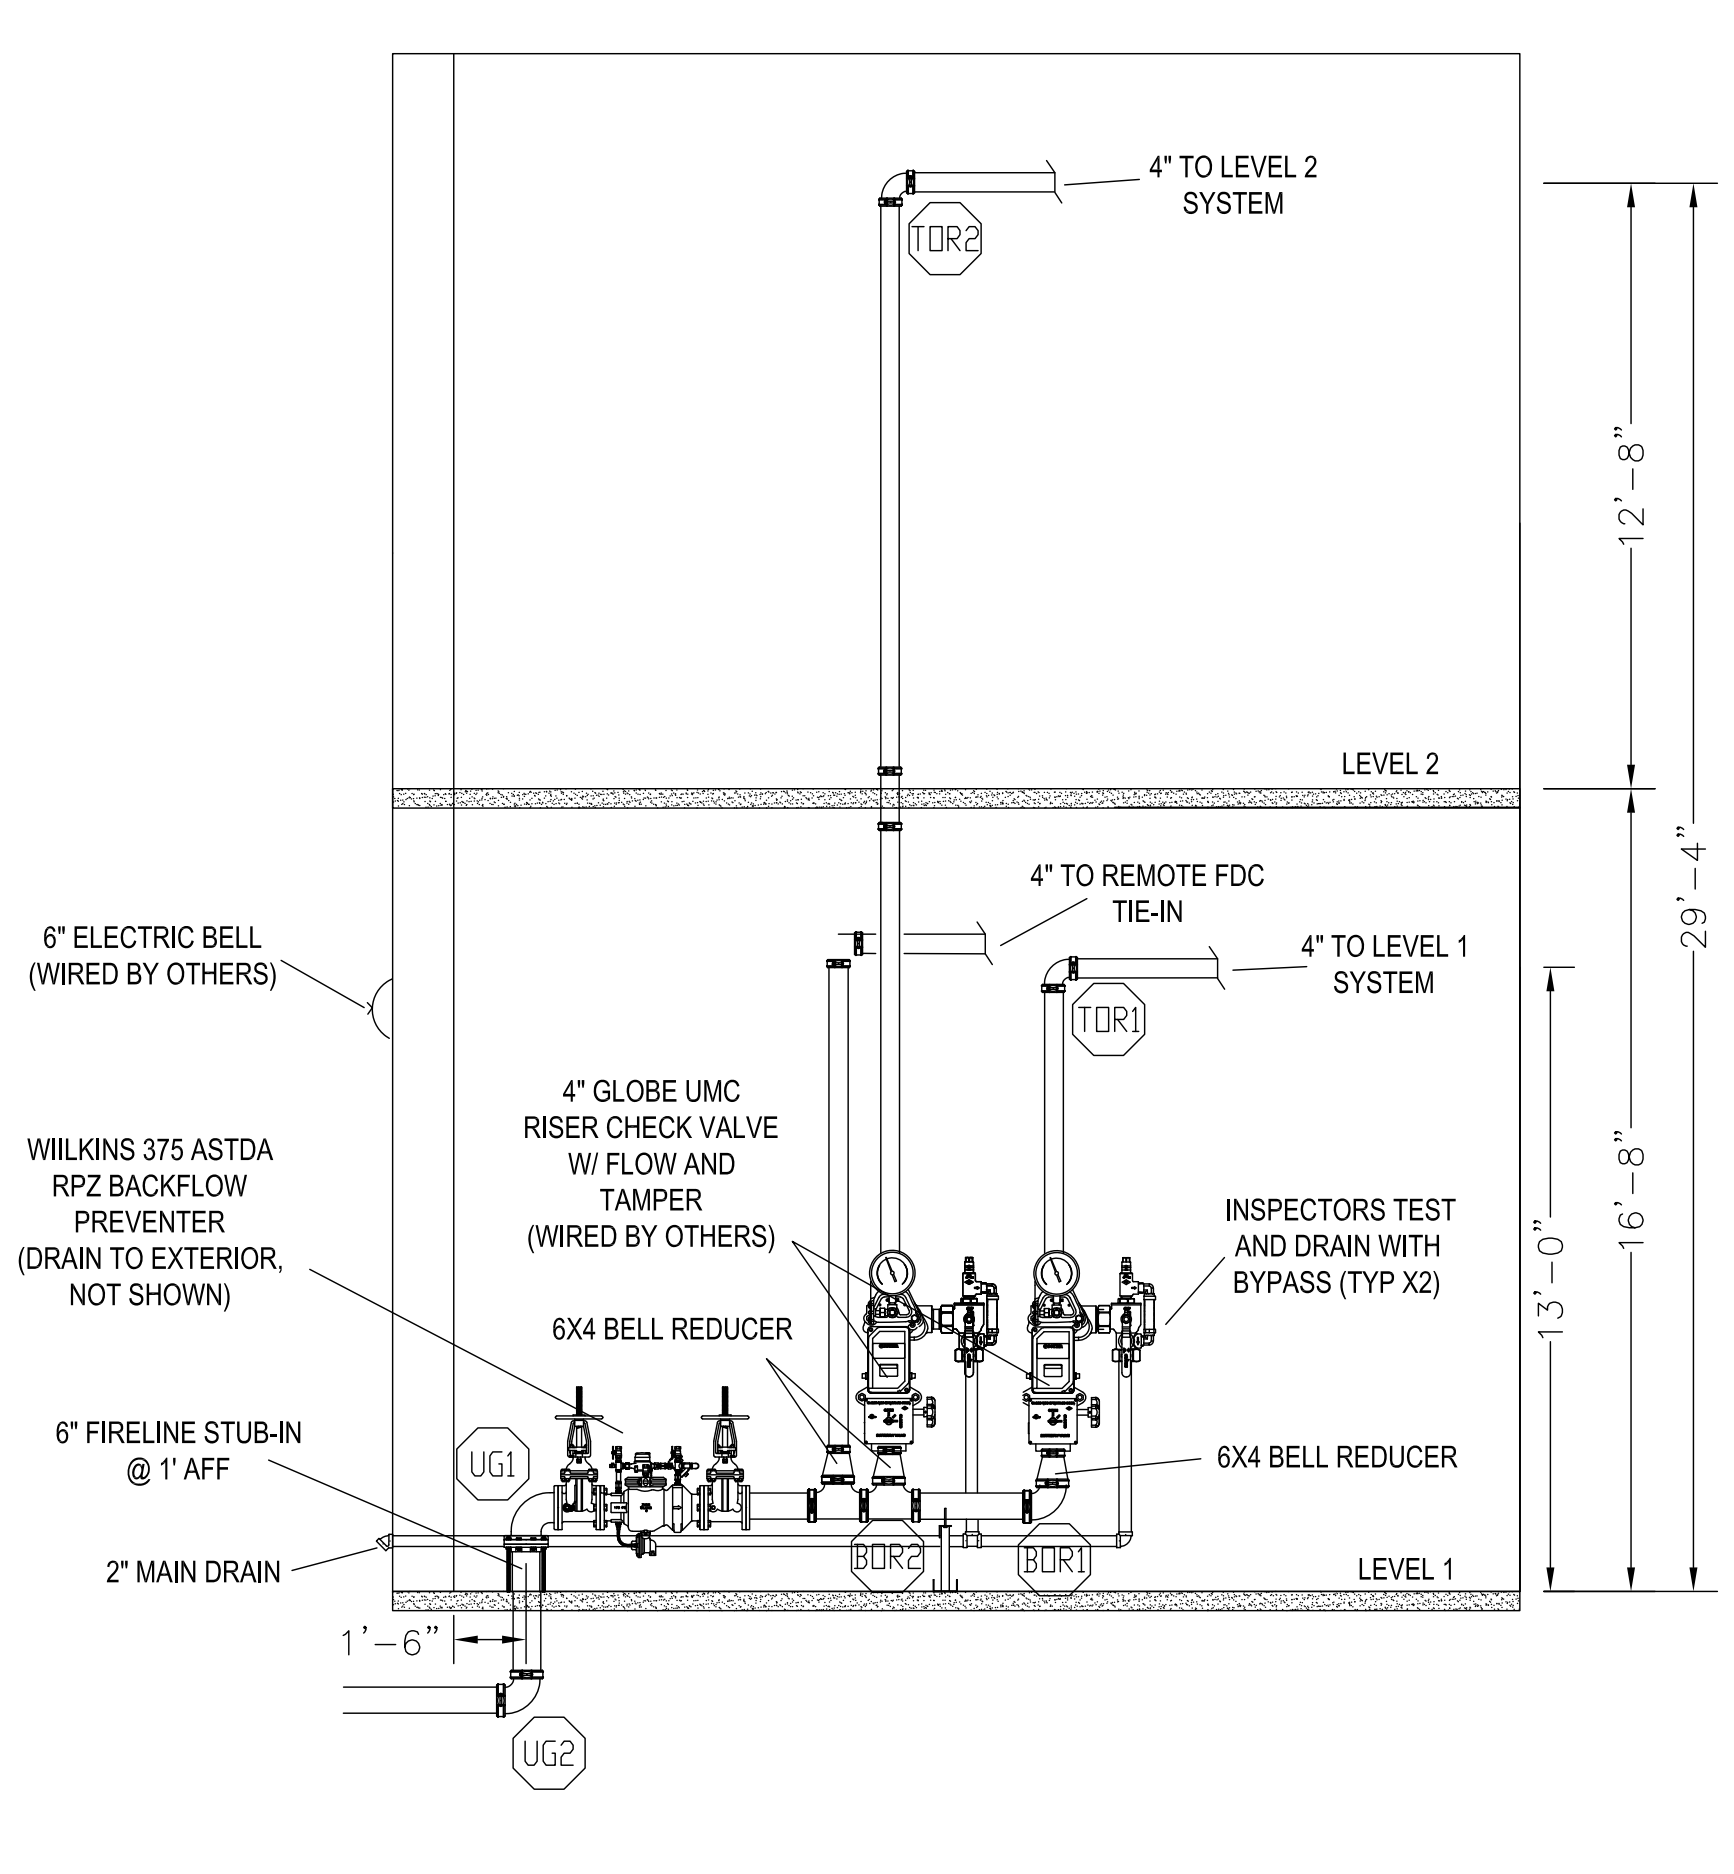 4" TO LEVEL 2
SYSTEM
TOR2
12'-8"
LEVEL 2
29'-4"
4" TO REMOTE FDC
TIE-IN
6" ELECTRIC BELL
(WIRED BY OTHERS)
4" TO LEVEL 1
SYSTEM
TOR1
4" GLOBE UMC
RISER CHECK VALVE
W/ FLOW AND
TAMPER
(WIRED BY OTHERS)
WIILKINS 375 ASTDA
RPZ BACKFLOW
PREVENTER
(DRAIN TO EXTERIOR,
NOT SHOWN)
16'-8"
INSPECTORS TEST
AND DRAIN WITH
BYPASS (TYP X2)
13'-0"
6X4 BELL REDUCER
6" FIRELINE STUB-IN
@ 1' AFF
UG1
6X4 BELL REDUCER
2" MAIN DRAIN
BOR2
BOR1
LEVEL 1
1'-6"
UG2